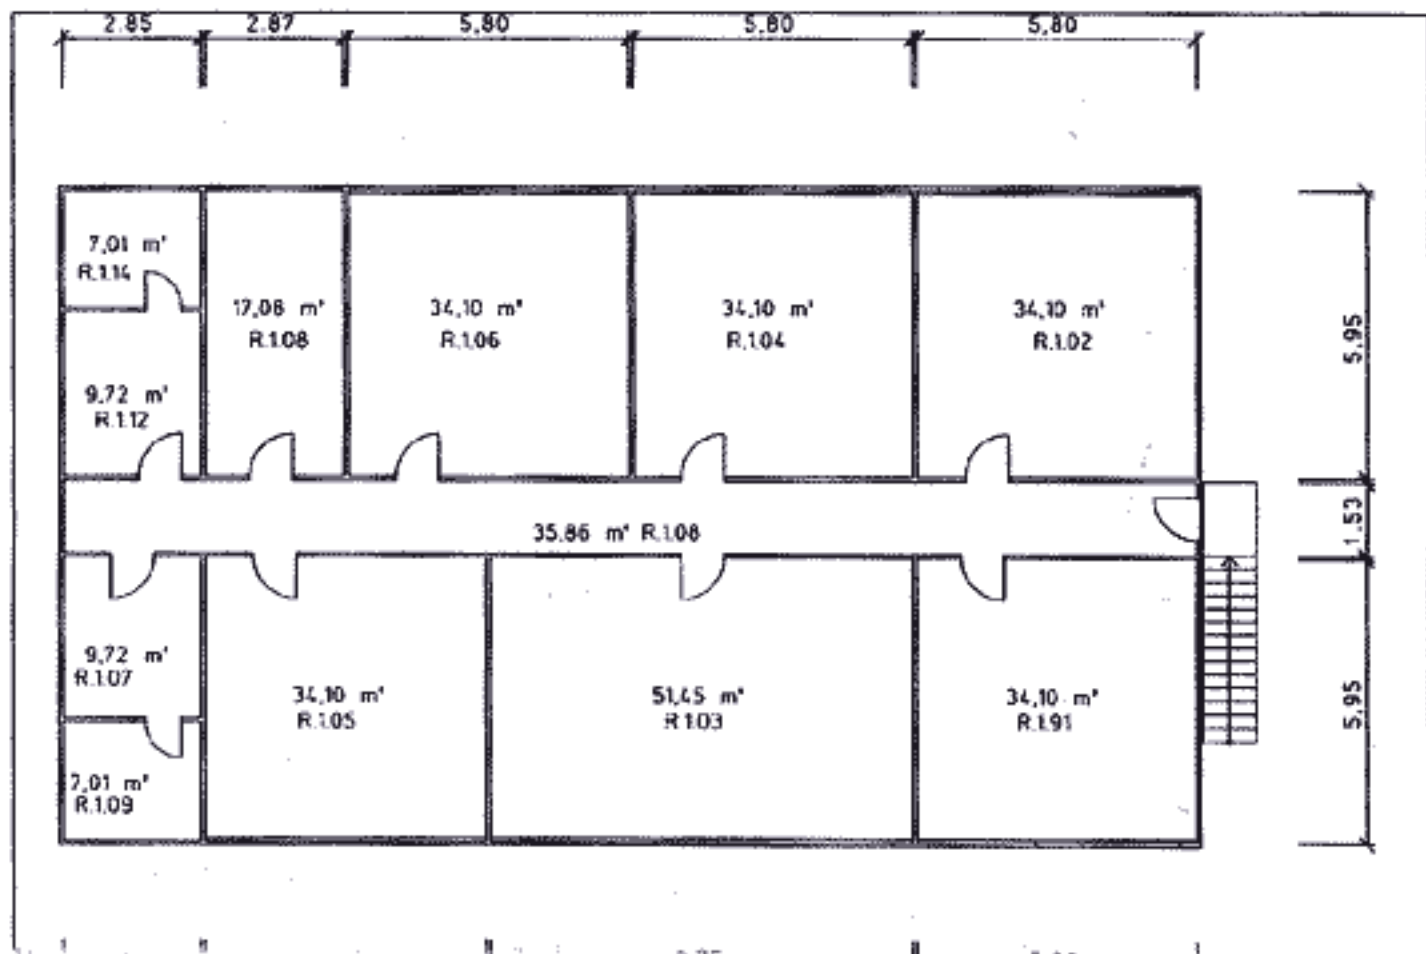 2.85 2.87 5,80 5,80 5,80
7,01 m²
R.1.14
17,08 m²
R.1.08
34,10 m²
R.1.06
34,10 m²
R.1.04
34,10 m²
R.1.02
5,95
9,72 m²
R.1.12
35,86 m² R.1.08
1,53
9,72 m²
R.1.07
34,10 m²
R.1.05
51,45 m²
R.1.03
34,10 m²
R.1.91
5,95
7,01 m²
R.1.09